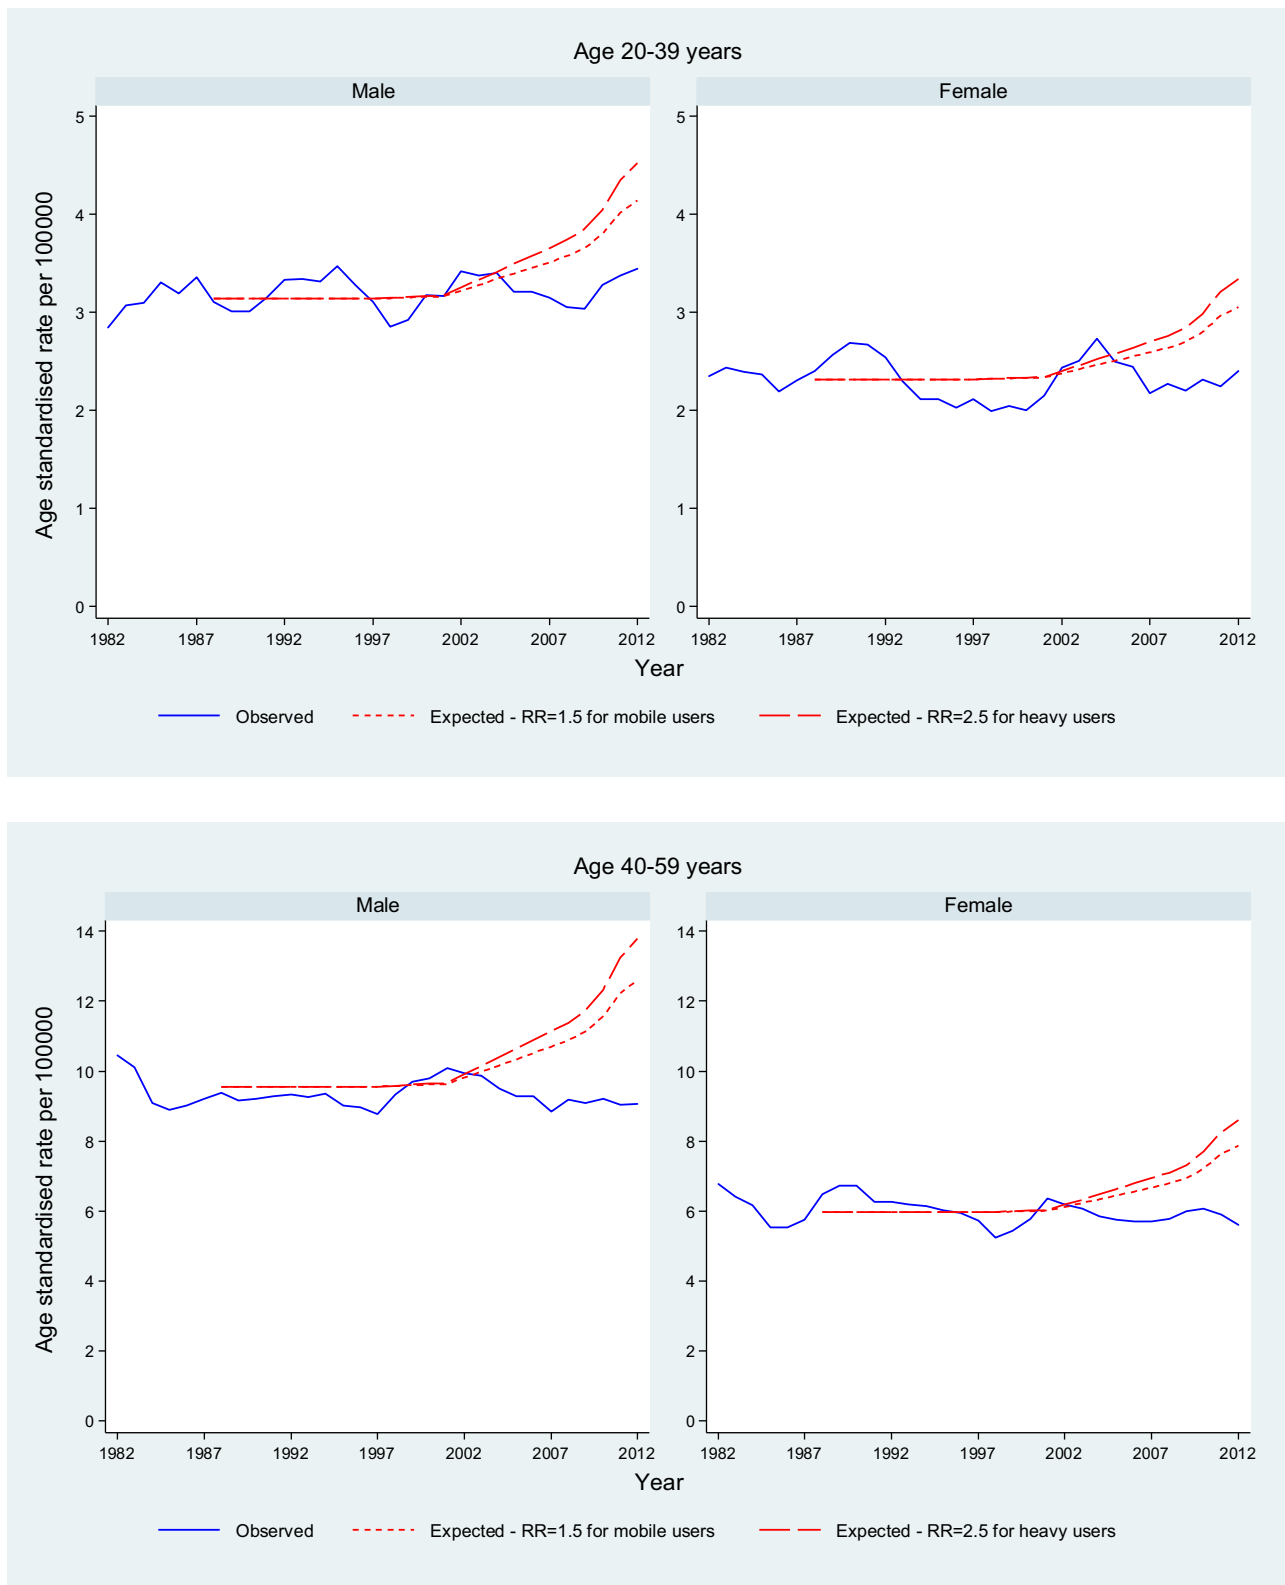 Age 20-39 years
Male
Female
Age standardised rate per 100000
5
4
3
2
1
0
1982 1987 1992 1997 2002 2007 2012
5
4
3
2
1
0
1982 1987 1992 1997 2002 2007 2012
Year
Observed Expected - RR=1.5 for mobile users Expected - RR=2.5 for heavy users
Age 40-59 years
Male
Female
Age standardised rate per 100000
14
12
10
8
6
4
2
0
1982 1987 1992 1997 2002 2007 2012
14
12
10
8
6
4
2
0
1982 1987 1992 1997 2002 2007 2012
Year
Observed Expected - RR=1.5 for mobile users Expected - RR=2.5 for heavy users